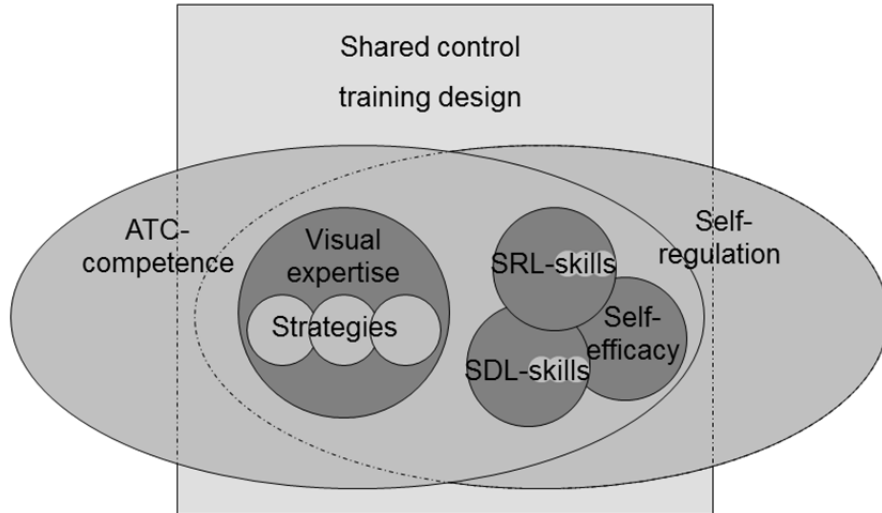 Shared control
training design
ATC-
competence
Visual
expertise
Strategies
SRL-skills
SDL-skills
Self-
efficacy
Self-
regulation